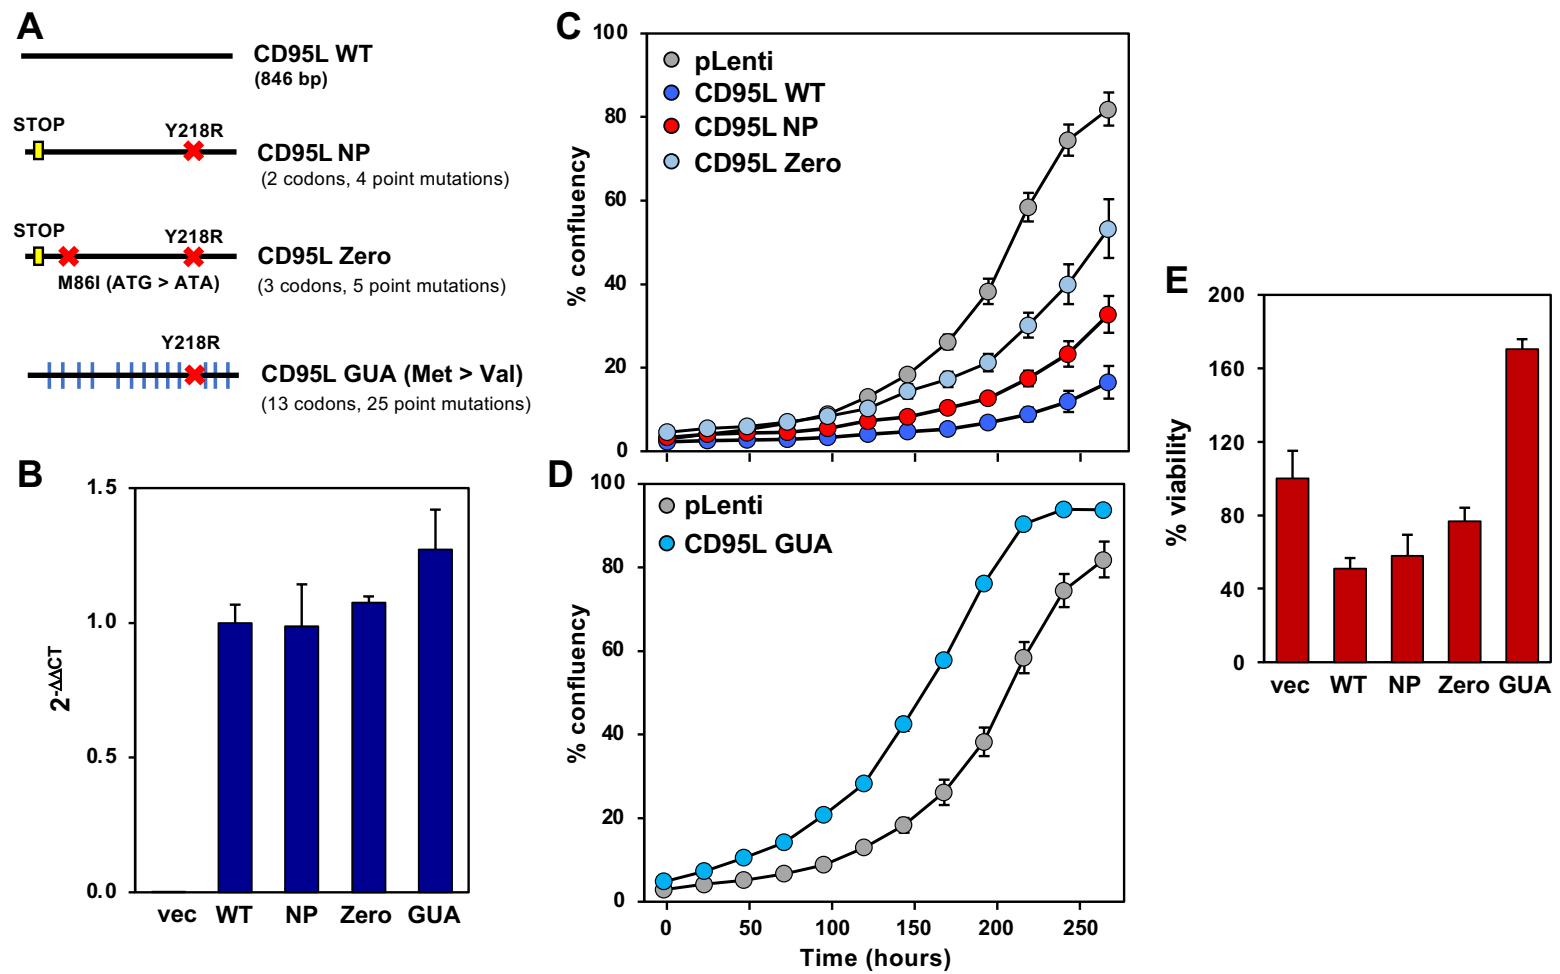 A
CD95L WT
(846 bp)
STOP
Y218R
CD95L NP
(2 codons, 4 point mutations)
STOP
Y218R
CD95L Zero
M86I (ATG > ATA)
(3 codons, 5 point mutations)
Y218R
CD95L GUA (Met > Val)
(13 codons, 25 point mutations)
B
2-ΔΔCT
1.5
1.0
0.5
0.0
vec WT NP Zero GUA
C
% confluency
100
80
60
40
20
0
pLenti
CD95L WT
CD95L NP
CD95L Zero
D
% confluency
100
80
60
40
20
0
pLenti
CD95L GUA
0 50 100 150 200 250
Time (hours)
E
% viability
200
160
120
80
40
0
vec WT NP Zero GUA